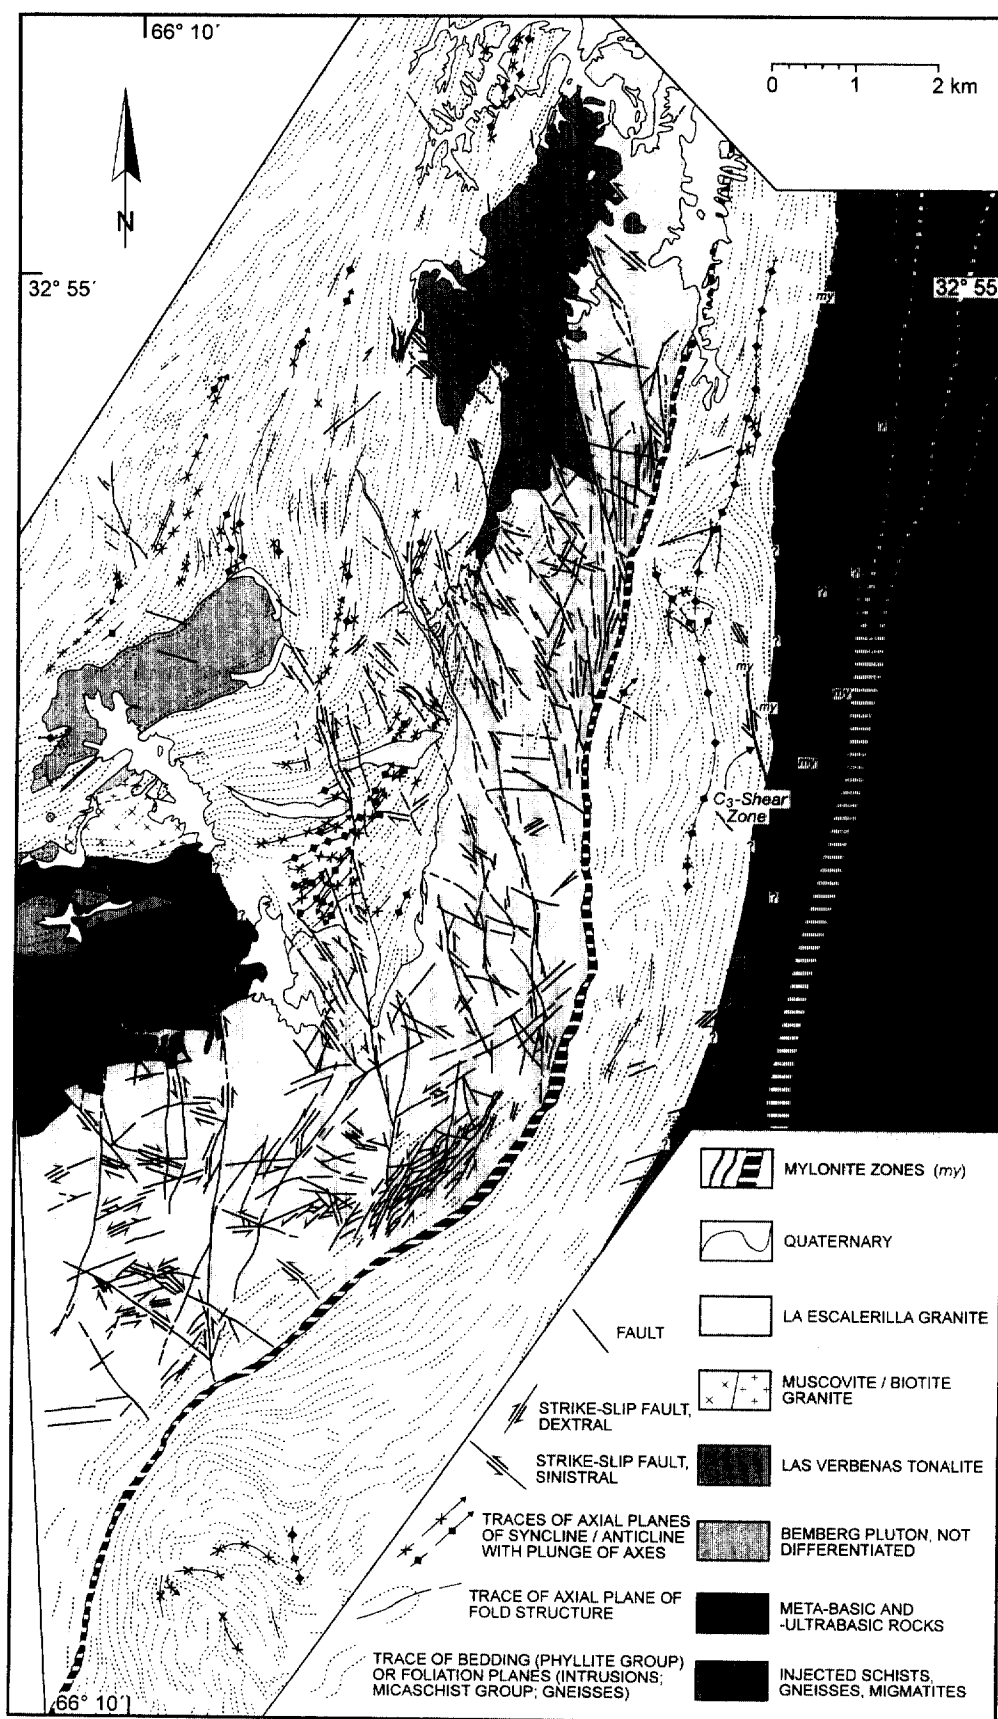 66° 10´
0 1 2 km
N
32° 55´
32° 55
my
my
my
C3-Shear
Zone
MYLONITE ZONES (my)
QUATERNARY
LA ESCALERILLA GRANITE
FAULT
MUSCOVITE / BIOTITE
GRANITE
STRIKE-SLIP FAULT,
DEXTRAL
STRIKE-SLIP FAULT,
SINISTRAL
LAS VERBENAS TONALITE
TRACES OF AXIAL PLANES
OF SYNCLINE / ANTICLINE
WITH PLUNGE OF AXES
BEMBERG PLUTON, NOT
DIFFERENTIATED
TRACE OF AXIAL PLANE OF
FOLD STRUCTURE
META-BASIC AND
-ULTRABASIC ROCKS
TRACE OF BEDDING (PHYLLITE GROUP)
OR FOLIATION PLANES (INTRUSIONS;
MICASCHIST GROUP; GNEISSES)
INJECTED SCHISTS,
GNEISSES, MIGMATITES
66° 10´